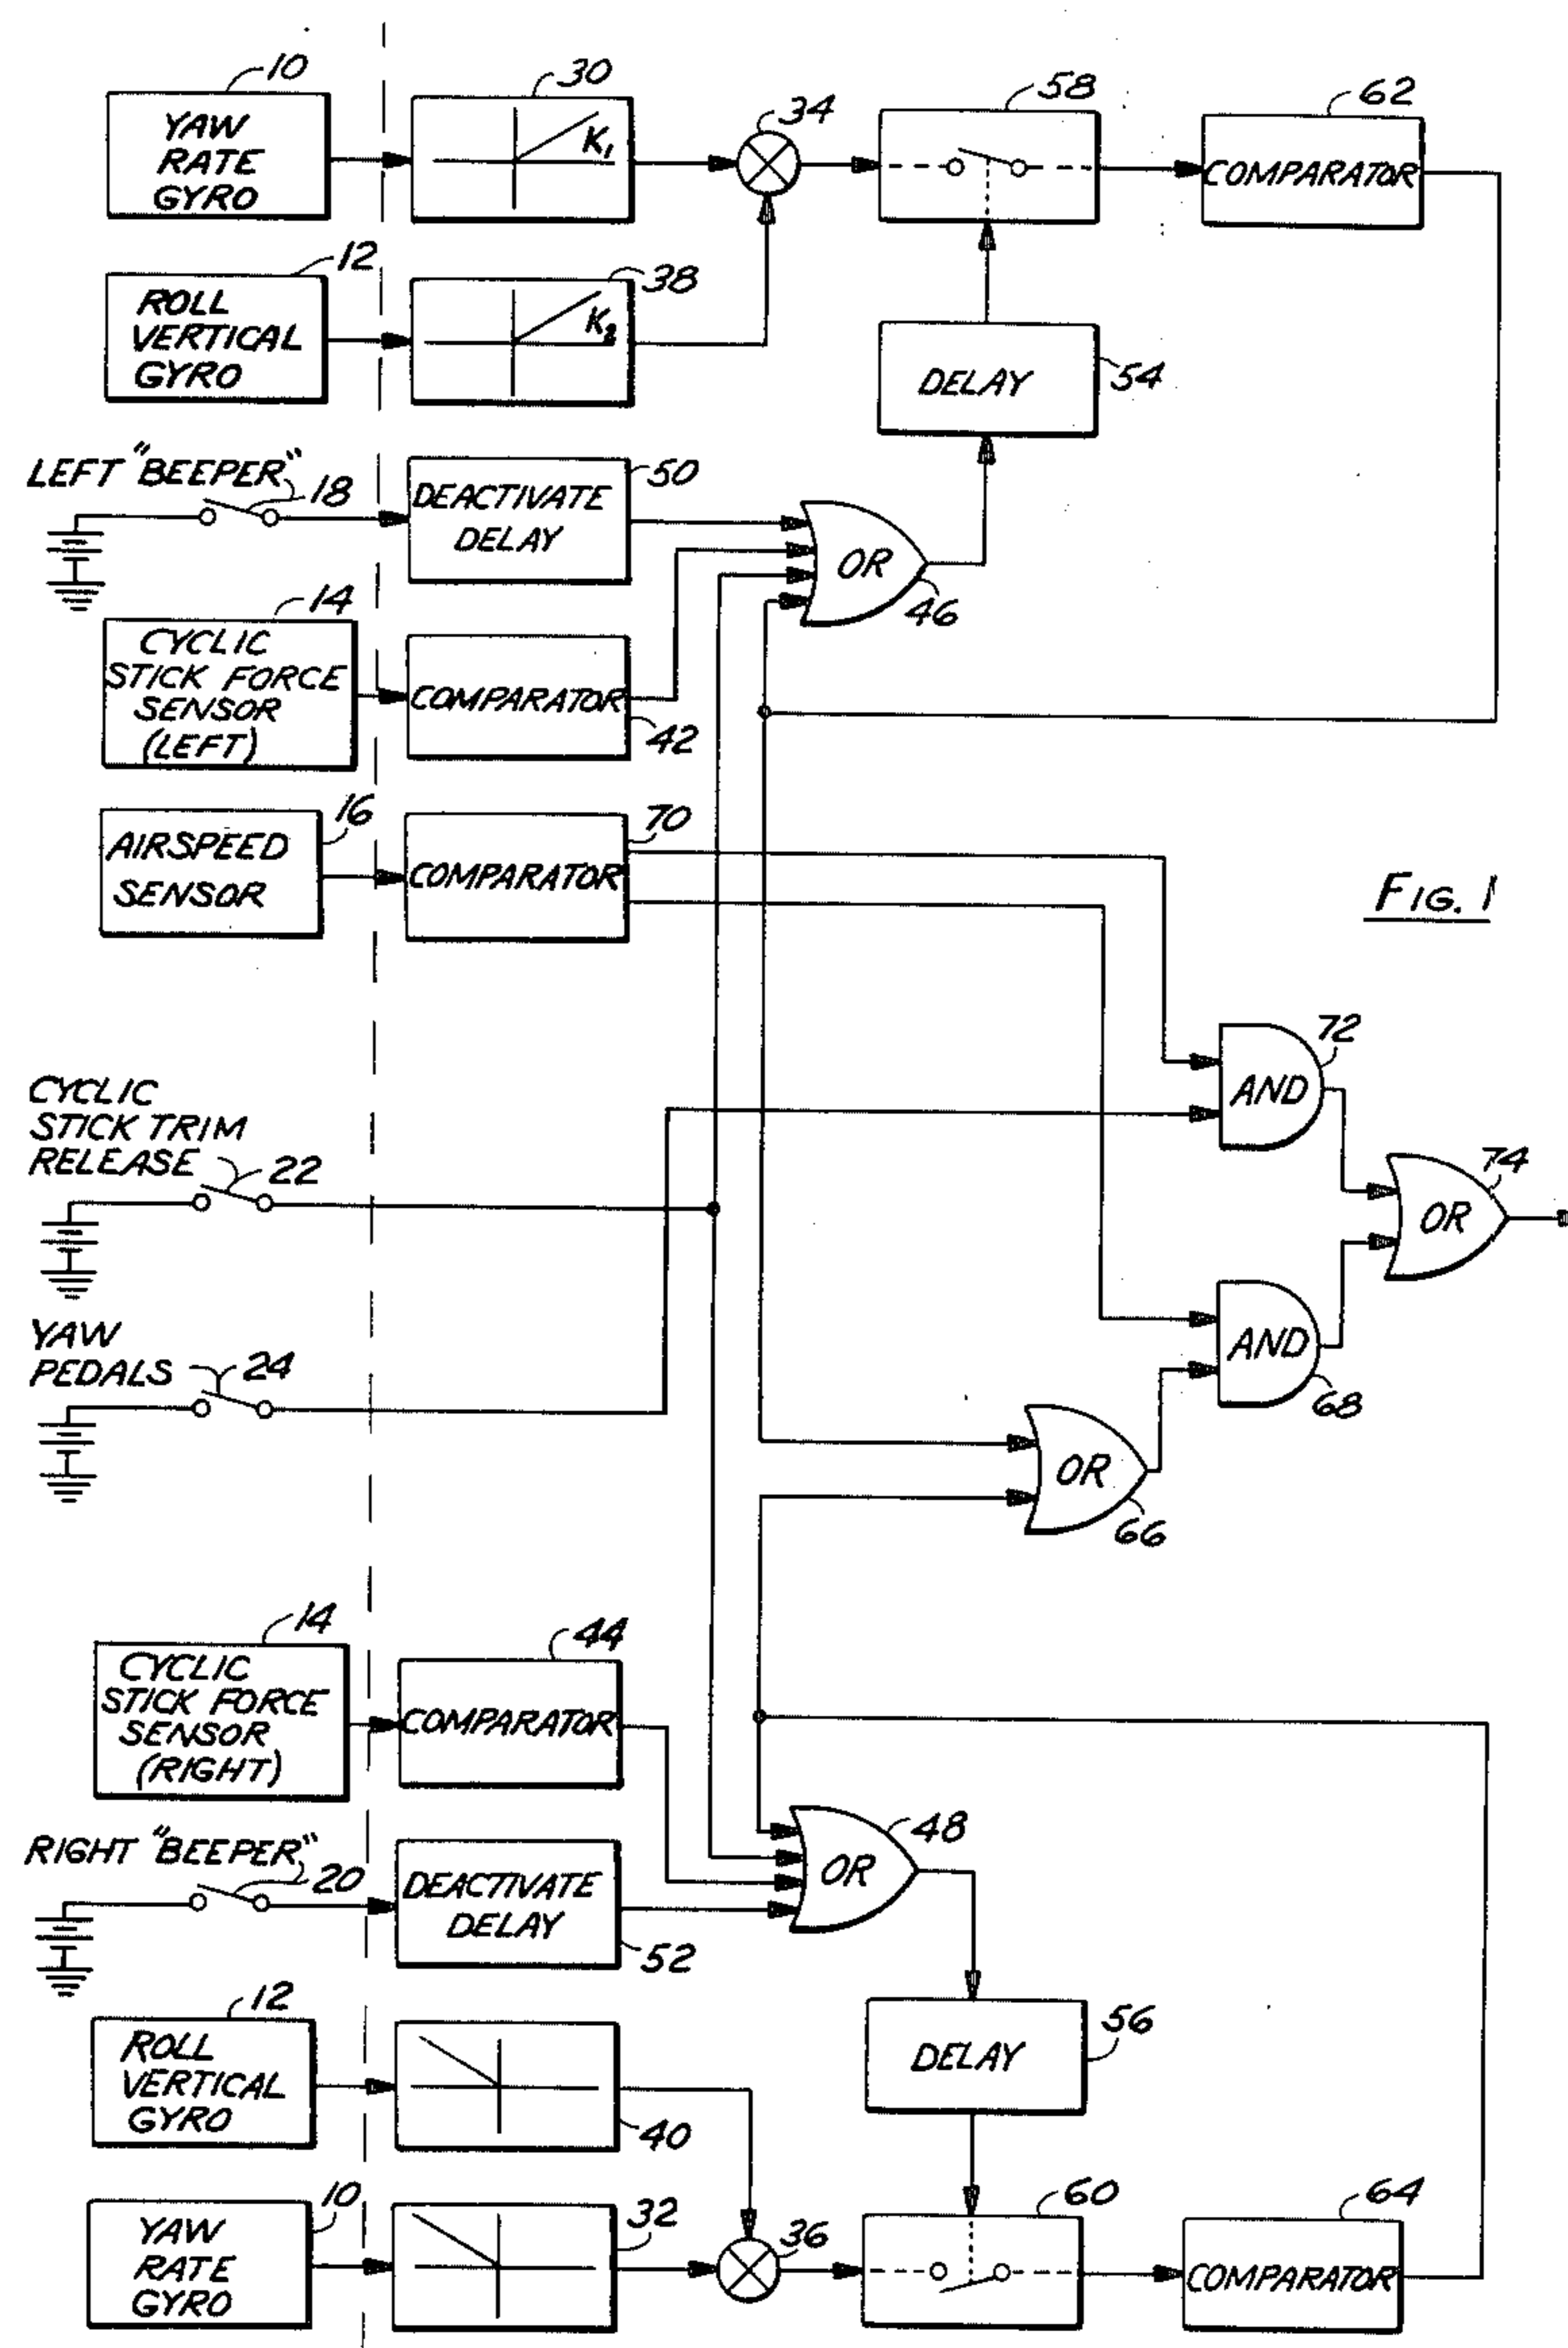 10
YAW
RATE
GYRO
30
K₁
34
58
62
COMPARATOR
12
ROLL
VERTICAL
GYRO
38
K₂
DELAY
54
LEFT "BEEPER"
18
DEACTIVATE
DELAY
50
OR
46
14
CYCLIC
STICK FORCE
SENSOR
(LEFT)
COMPARATOR
42
16
AIRSPEED
SENSOR
70
COMPARATOR
FIG. 1
72
AND
CYCLIC
STICK TRIM
RELEASE
22
74
OR
YAW
PEDALS
24
AND
68
OR
66
14
CYCLIC
STICK FORCE
SENSOR
(RIGHT)
44
COMPARATOR
48
OR
RIGHT "BEEPER"
20
DEACTIVATE
DELAY
52
12
ROLL
VERTICAL
GYRO
40
DELAY
56
10
YAW
RATE
GYRO
32
36
60
64
COMPARATOR